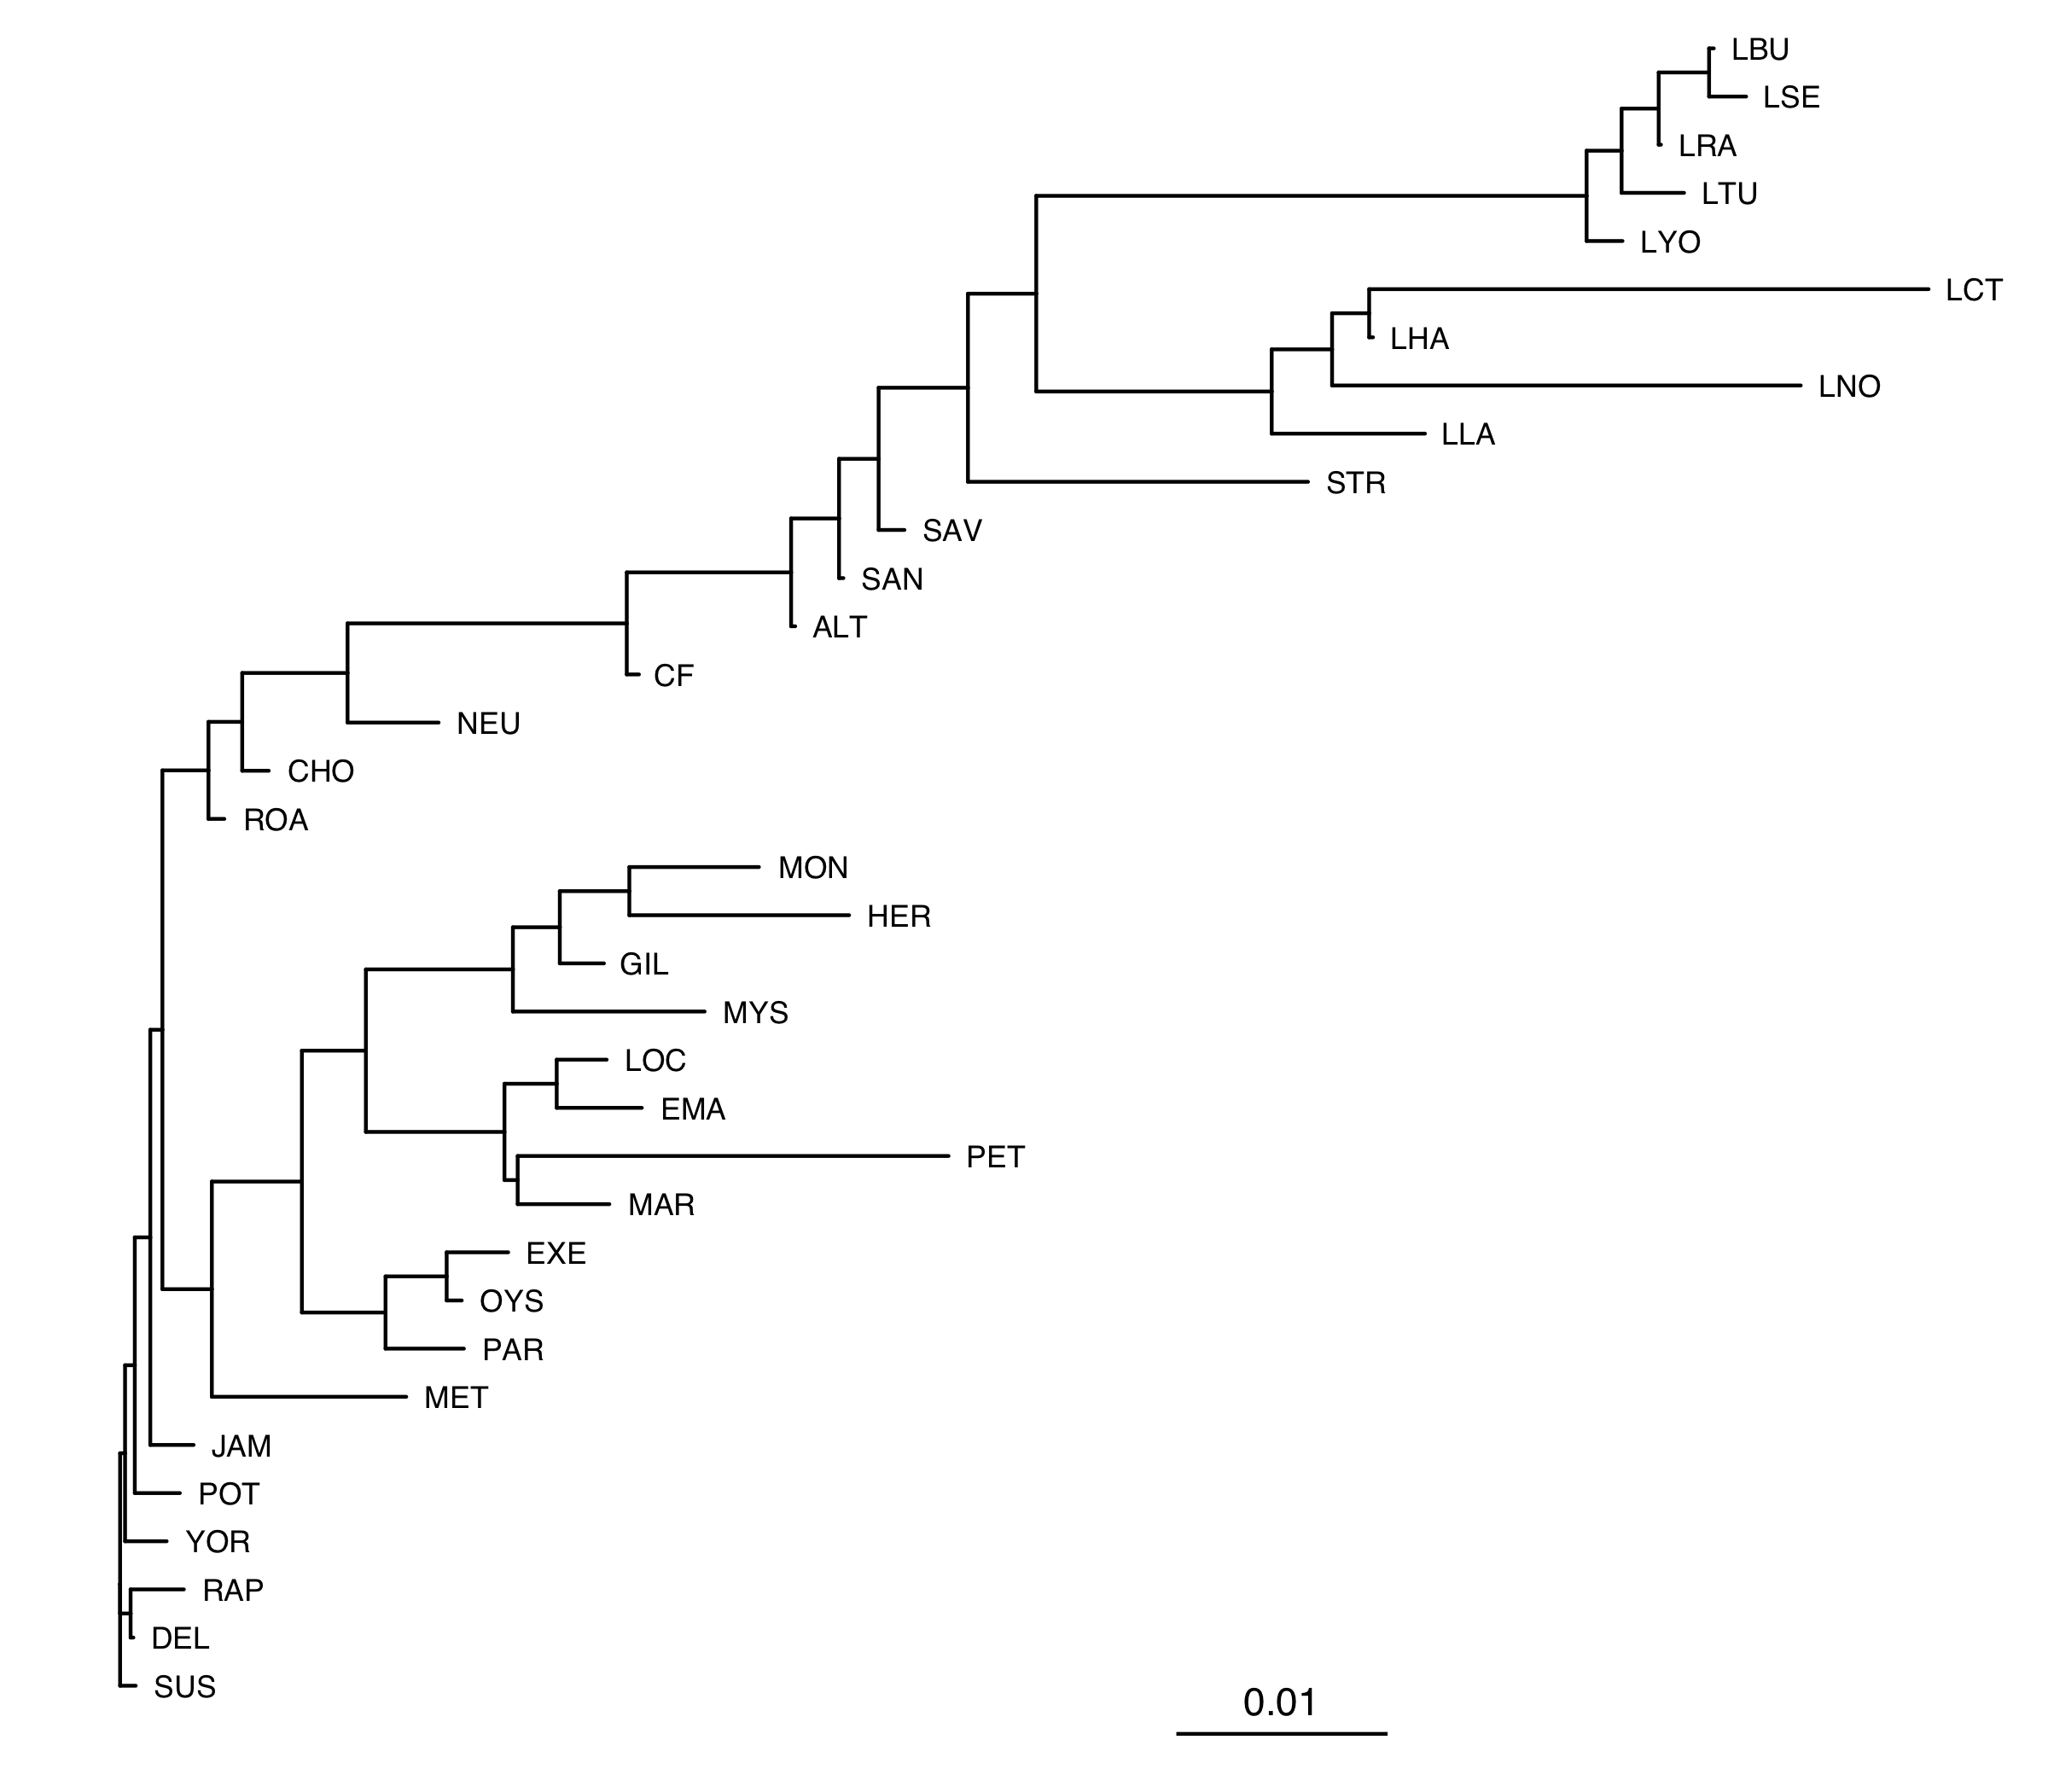 LBU
LSE
LRA
LTU
LYO
LCT
LHA
LNO
LLA
STR
SAV
SAN
ALT
CF
NEU
CHO
ROA
MON
HER
GIL
MYS
LOC
EMA
PET
MAR
EXE
OYS
PAR
MET
JAM
POT
YOR
RAP
DEL
SUS
0.01